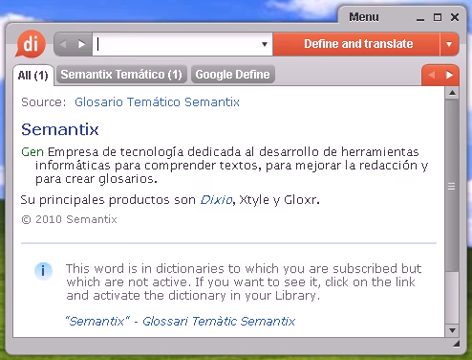 Menu
di
Define and translate
All (1)
Semantix Temático (1)
Google Define
Source: Glosario Temático Semantix
Semantix
Gen Empresa de tecnología dedicada al desarrollo de herramientas
informáticas para comprender textos, para mejorar la redacción y
para crear glosarios.
Su principales productos son Dixio, Xtyle y Gloxr.
© 2010 Semantix
i
This word is in dictionaries to which you are subscribed but
which are not active. If you want to see it, click on the link
and activate the dictionary in your Library.
"Semantix" - Glossari Temàtic Semantix